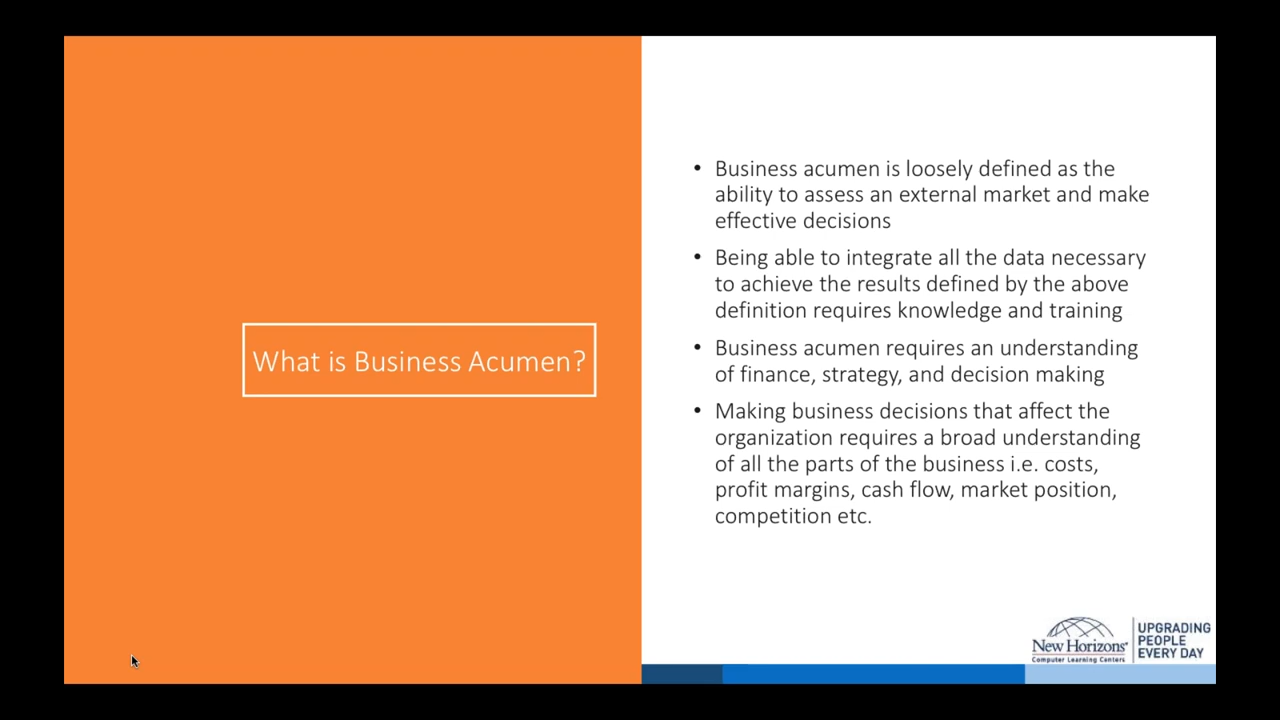 What is Business Acumen?
• Business acumen is loosely defined as the
ability to assess an external market and make
effective decisions
• Being able to integrate all the data necessary
to achieve the results defined by the above
definition requires knowledge and training
• Business acumen requires an understanding
of finance, strategy, and decision making
• Making business decisions that affect the
organization requires a broad understanding
of all the parts of the business i.e. costs,
profit margins, cash flow, market position,
competition etc.
New Horizons®
Computer Learning Centers
UPGRADING
PEOPLE
EVERY DAY